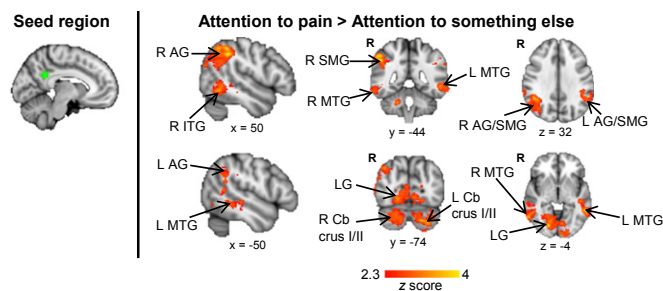 Seed region
Attention to pain > Attention to something else
R AG
R ITG
x = 50
R
R SMG
R MTG
L MTG
y = -44
R
R AG/SMG
L AG/SMG
z = 32
L AG
L MTG
x = -50
R
LG
R Cb
crus I/II
L Cb
crus I/II
y = -74
R
R MTG
LG
L MTG
z = -4
2.3
4
z score